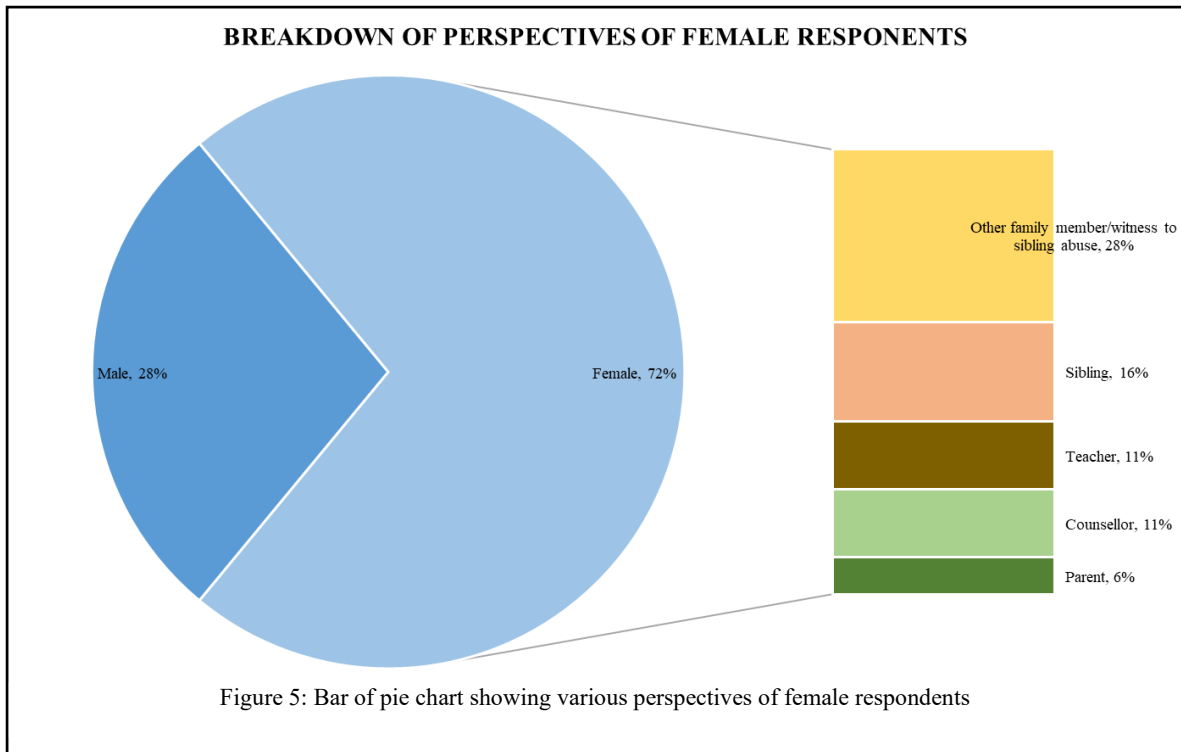 BREAKDOWN OF PERSPECTIVES OF FEMALE RESPONENTS
Male, 28%
Female, 72%
Other family member/witness to
sibling abuse, 28%
Sibling, 16%
Teacher, 11%
Counsellor, 11%
Parent, 6%
Figure 5: Bar of pie chart showing various perspectives of female respondents